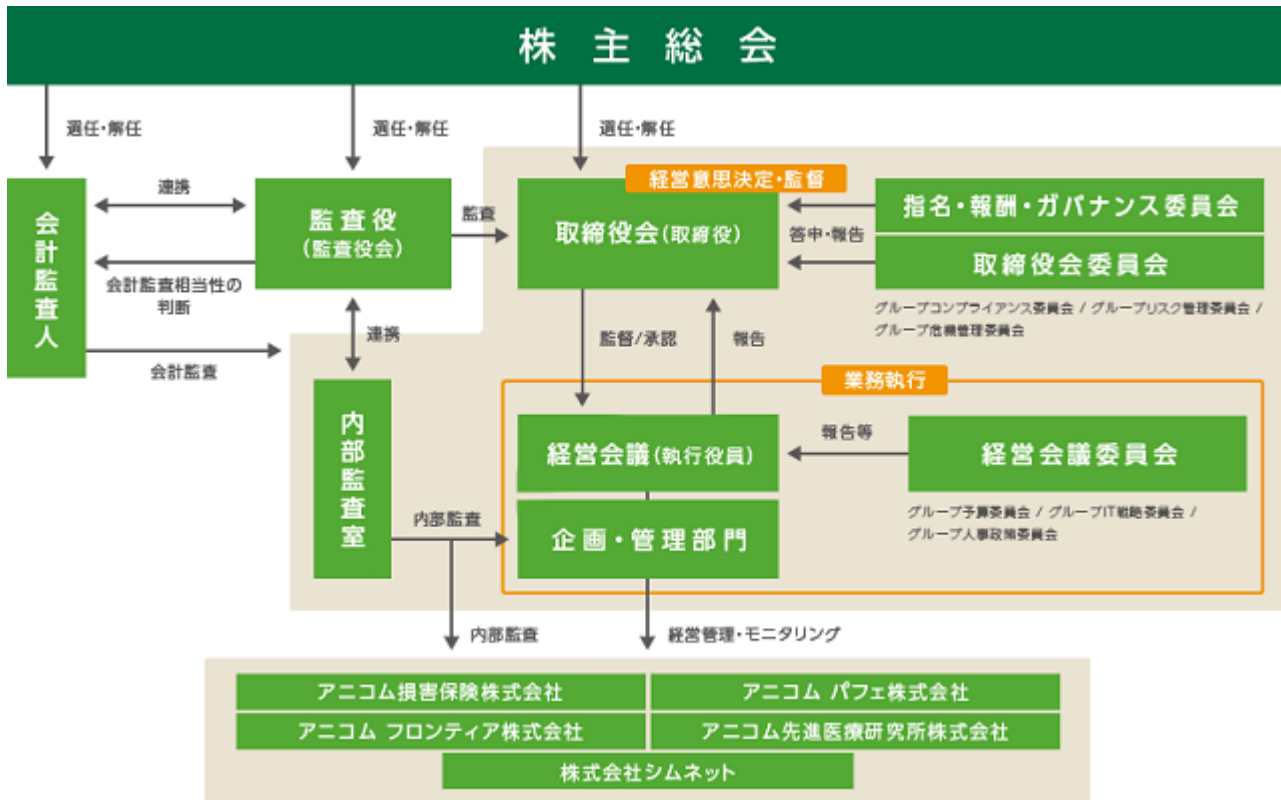 株主総会
選任・解任
選任・解任
選任・解任
経営意思決定・監督
会計監査人
連携
監査役
(監査役会)
監査
取締役会(取締役)
指名・報酬・ガバナンス委員会
答申・報告
取締役会委員会
会計監査相当性の
判断
グループコンプライアンス委員会 / グループリスク管理委員会 /
グループ危機管理委員会
連携
監督/承認
報告
会計監査
業務執行
内部監査室
経営会議(執行役員)
報告等
経営会議委員会
内部監査
企画・管理部門
グループ予算委員会 / グループIT戦略委員会 /
グループ人事政策委員会
内部監査
経営管理・モニタリング
アニコム損害保険株式会社
アニコム パフェ株式会社
アニコム フロンティア株式会社
アニコム先進医療研究所株式会社
株式会社シムネット